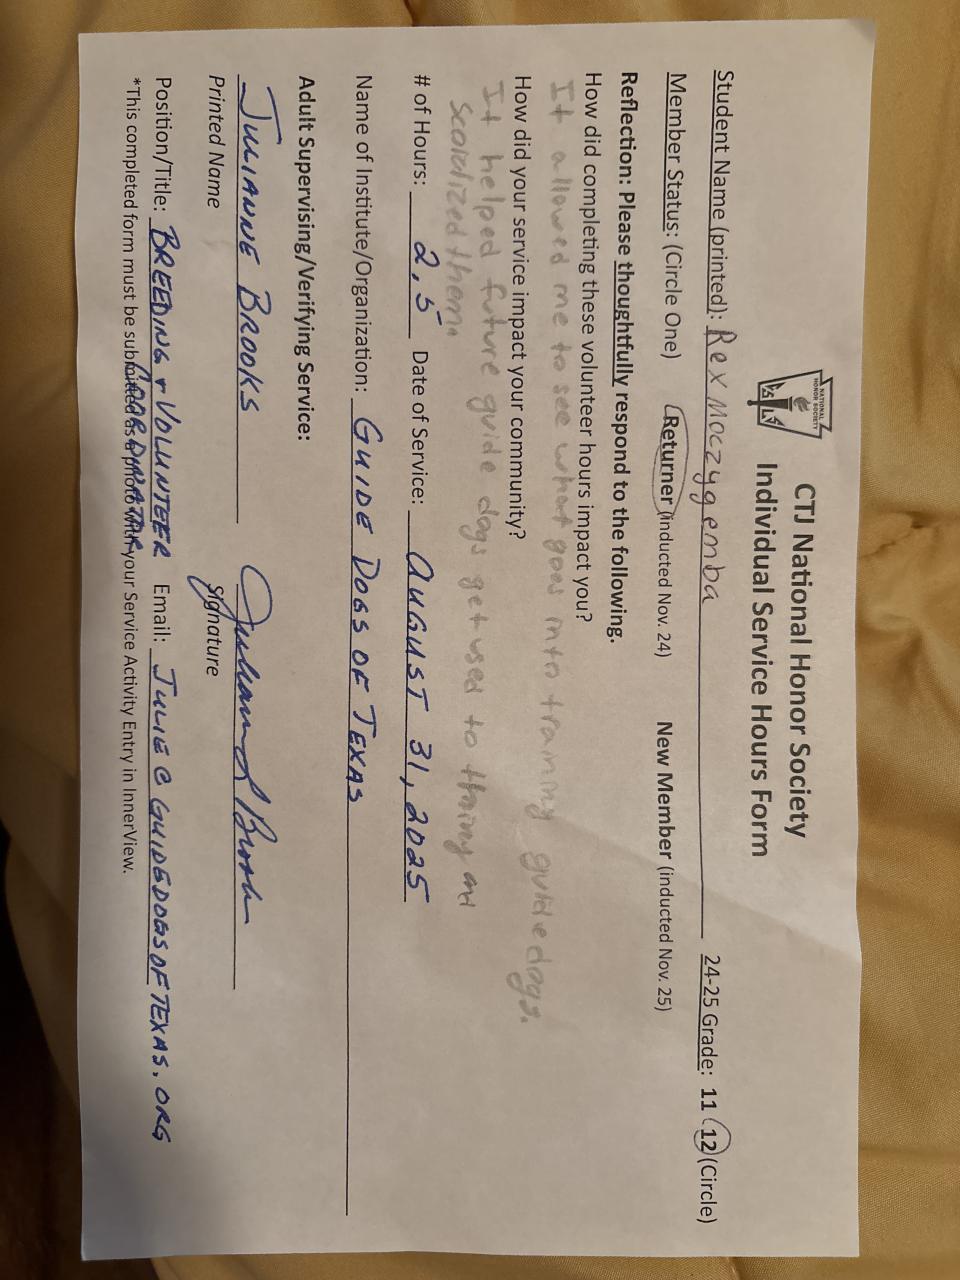 NATIONAL HONOR SOCIETY
CTJ National Honor Society
Individual Service Hours Form
Student Name (printed): Rex Moczygemba 24-25 Grade: 11 12 (Circle)
Member Status: (Circle One) Returner (inducted Nov. 24) New Member (inducted Nov. 25)
Reflection: Please thoughtfully respond to the following.
How did completing these volunteer hours impact you?
It allowed me to see what goes into training guide dogs.
How did your service impact your community?
It helped future guide dogs get used to thiny and
scoialized them.
# of Hours: 2,5 Date of Service: AUGUST 31, 2025
Name of Institute/Organization: GUIDE DOGS OF TEXAS
Adult Supervising/Verifying Service:
JULIANNE BROOKS
Printed Name Signature
Position/Title: BREEDING + VOLUNTEER Email: JULIE@GUIDEDOGSOFTEXAS.ORG
COORDINATOR
*This completed form must be submitted as a photo with your Service Activity Entry in InnerView.